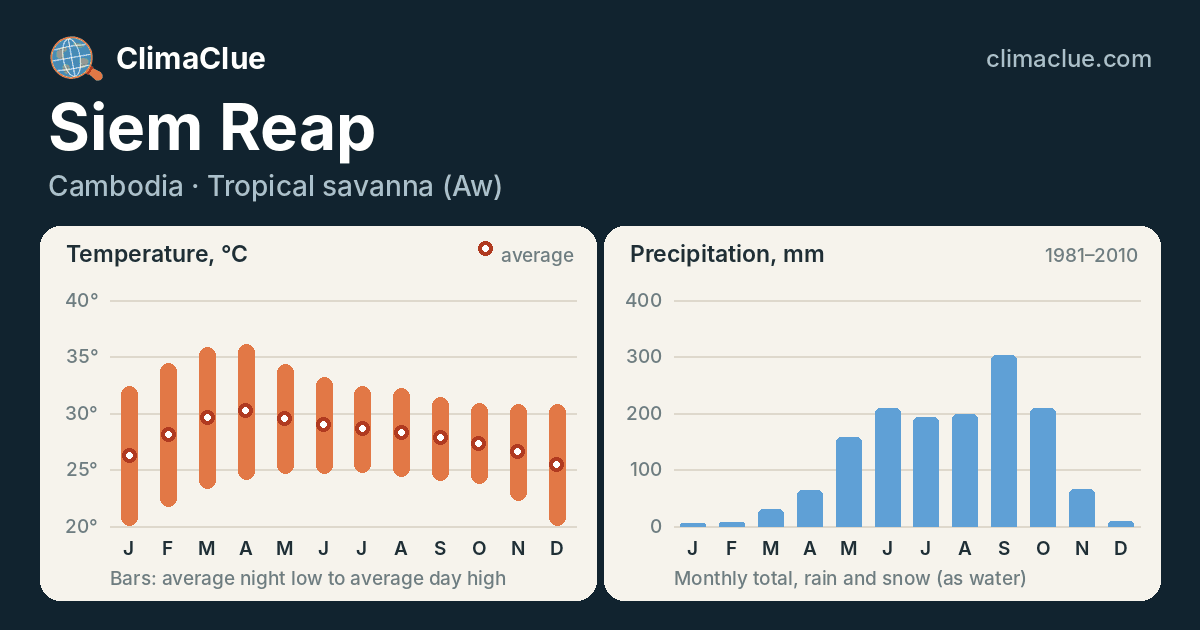 ClimaClue
climaclue.com
Siem Reap
Cambodia · Tropical savanna (Aw)
Temperature, °C
average
40°
35°
30°
25°
20°
J F M A M J J A S O N D
Bars: average night low to average day high
Precipitation, mm
1981–2010
400
300
200
100
0
J F M A M J J A S O N D
Monthly total, rain and snow (as water)